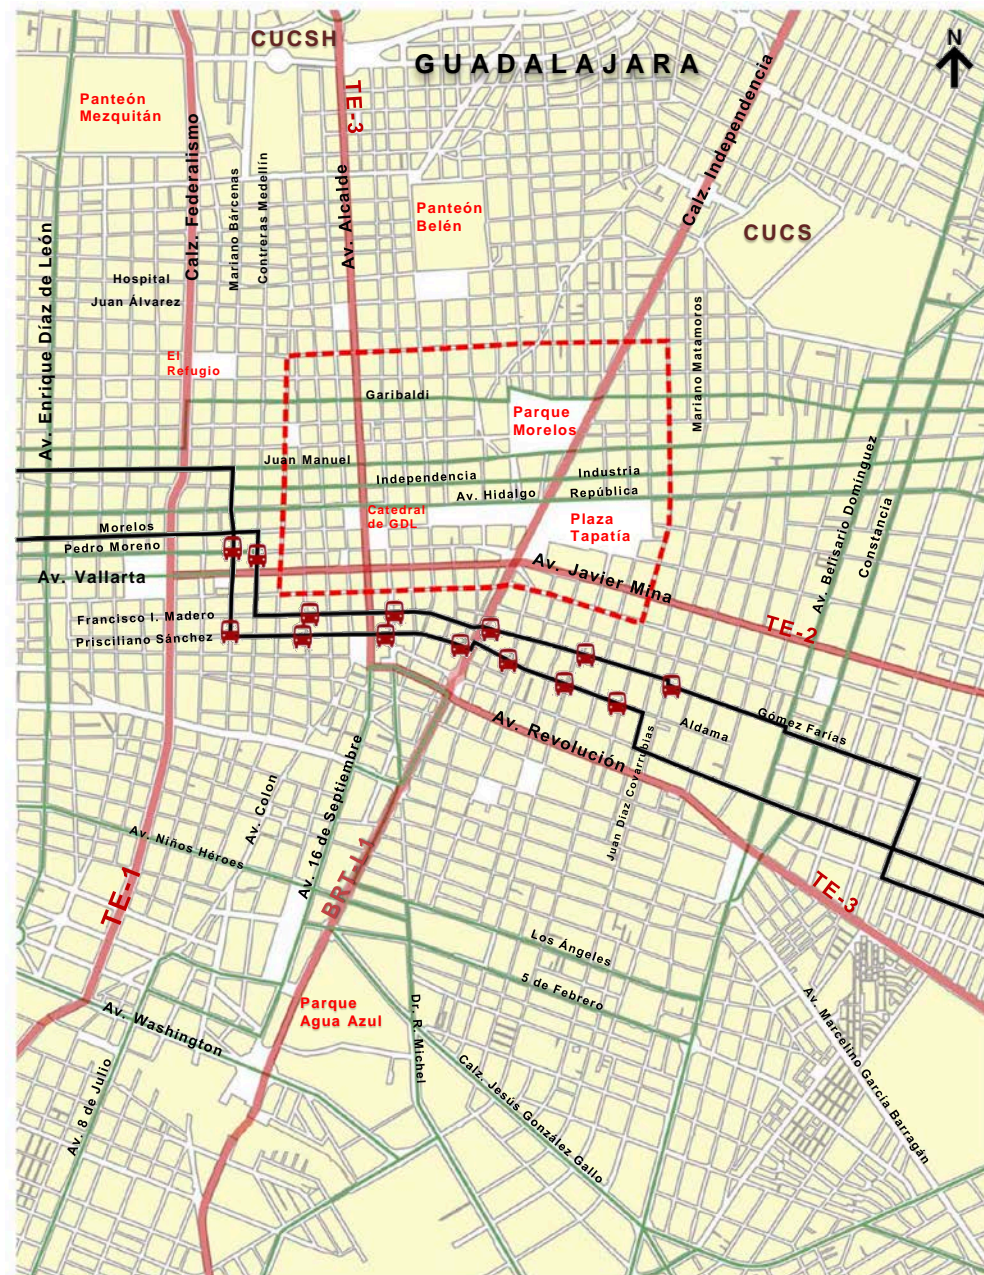 CUCSH
GUADALAJARA
N
Panteón
Mezquitán
TE-3
Calz. Independencia
Calz. Federalismo
Mariano Bárcenas
Contreras Medellín
Av. Alcalde
Panteón
Belén
CUCS
Av. Enrique Díaz de León
Hospital
Juan Álvarez
El
Refugio
Mariano Matamoros
Garibaldi
Parque
Morelos
Juan Manuel
Independencia
Industria
Av. Hidalgo
República
Catedral
de GDL
Plaza
Tapatía
Av. Belisario Domínguez
Constancia
Morelos
Pedro Moreno
Av. Vallarta
Av. Javier Mina
Francisco I. Madero
Prisciliano Sánchez
TE-2
Gómez Farías
Aldama
Av. Revolución
Juan Díaz Covarrubias
Av. Colon
Av. 16 de Septiembre
Av. Niños Héroes
BRT-L1
TE-1
TE-3
Los Ángeles
5 de Febrero
Parque
Agua Azul
Dr. R. Michel
Av. Washington
Av. Marcelino García Barragán
Calz. Jesús González Gallo
Av. 8 de Julio